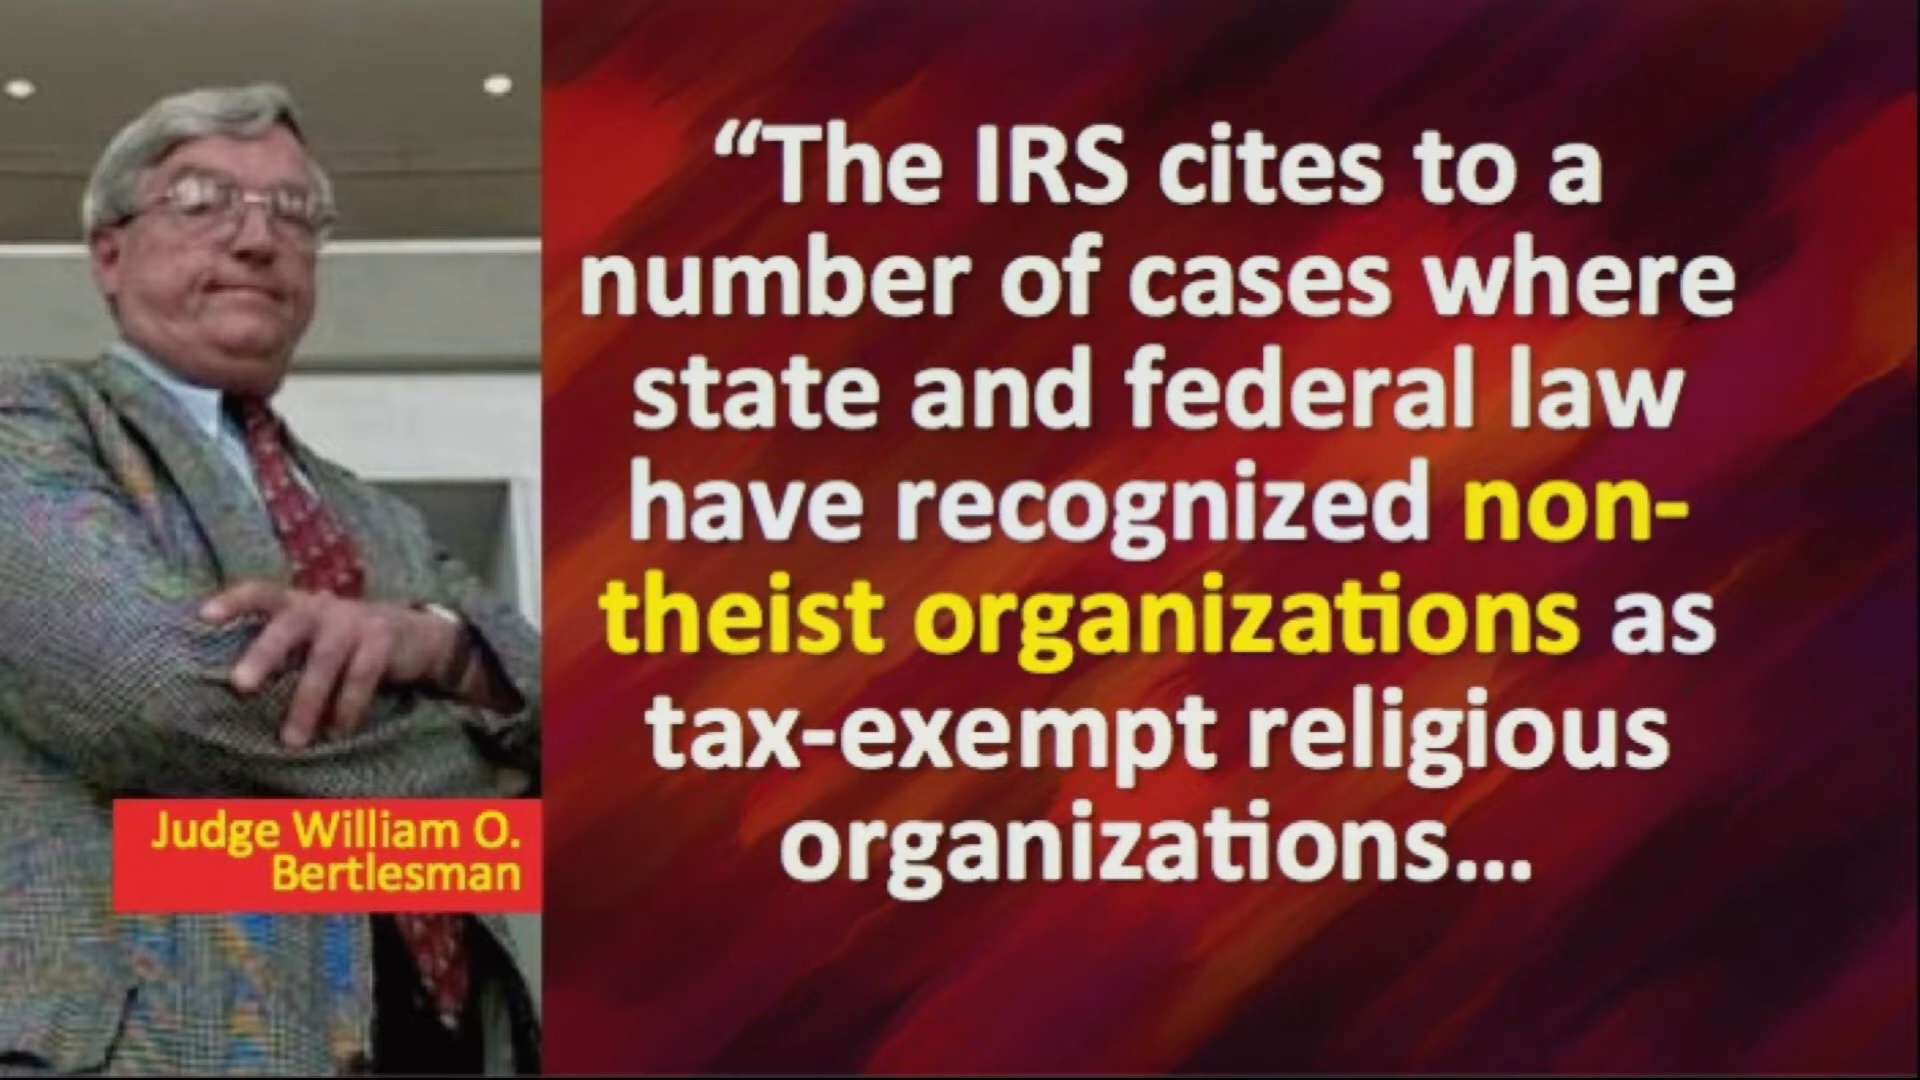 “The IRS cites to a
number of cases where
state and federal law
have recognized non-
theist organizations as
tax-exempt religious
organizations...
Judge William O.
Bertlesman